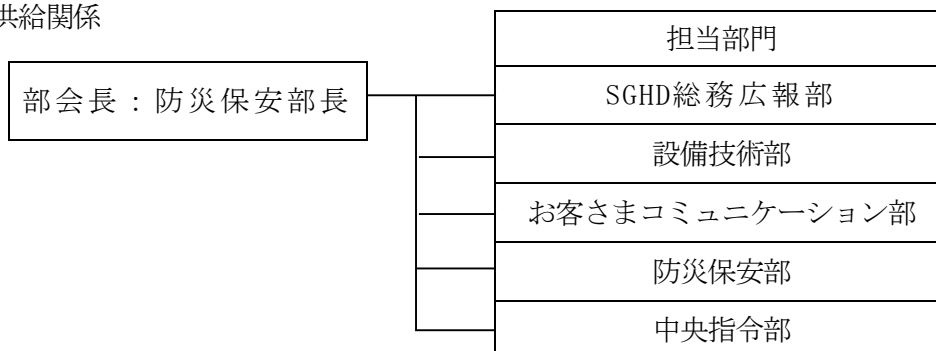 供給関係
担当部門
部会長：防災保安部長
SGHD総務広報部
設備技術部
お客さまコミュニケーション部
防災保安部
中央指令部